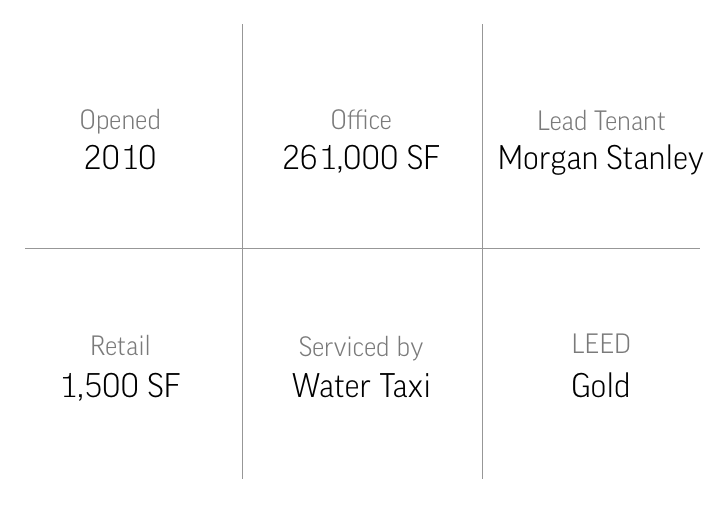 Opened
2010
Office
261,000 SF
Lead Tenant
Morgan Stanley
Retail
1,500 SF
Serviced by
Water Taxi
LEED
Gold